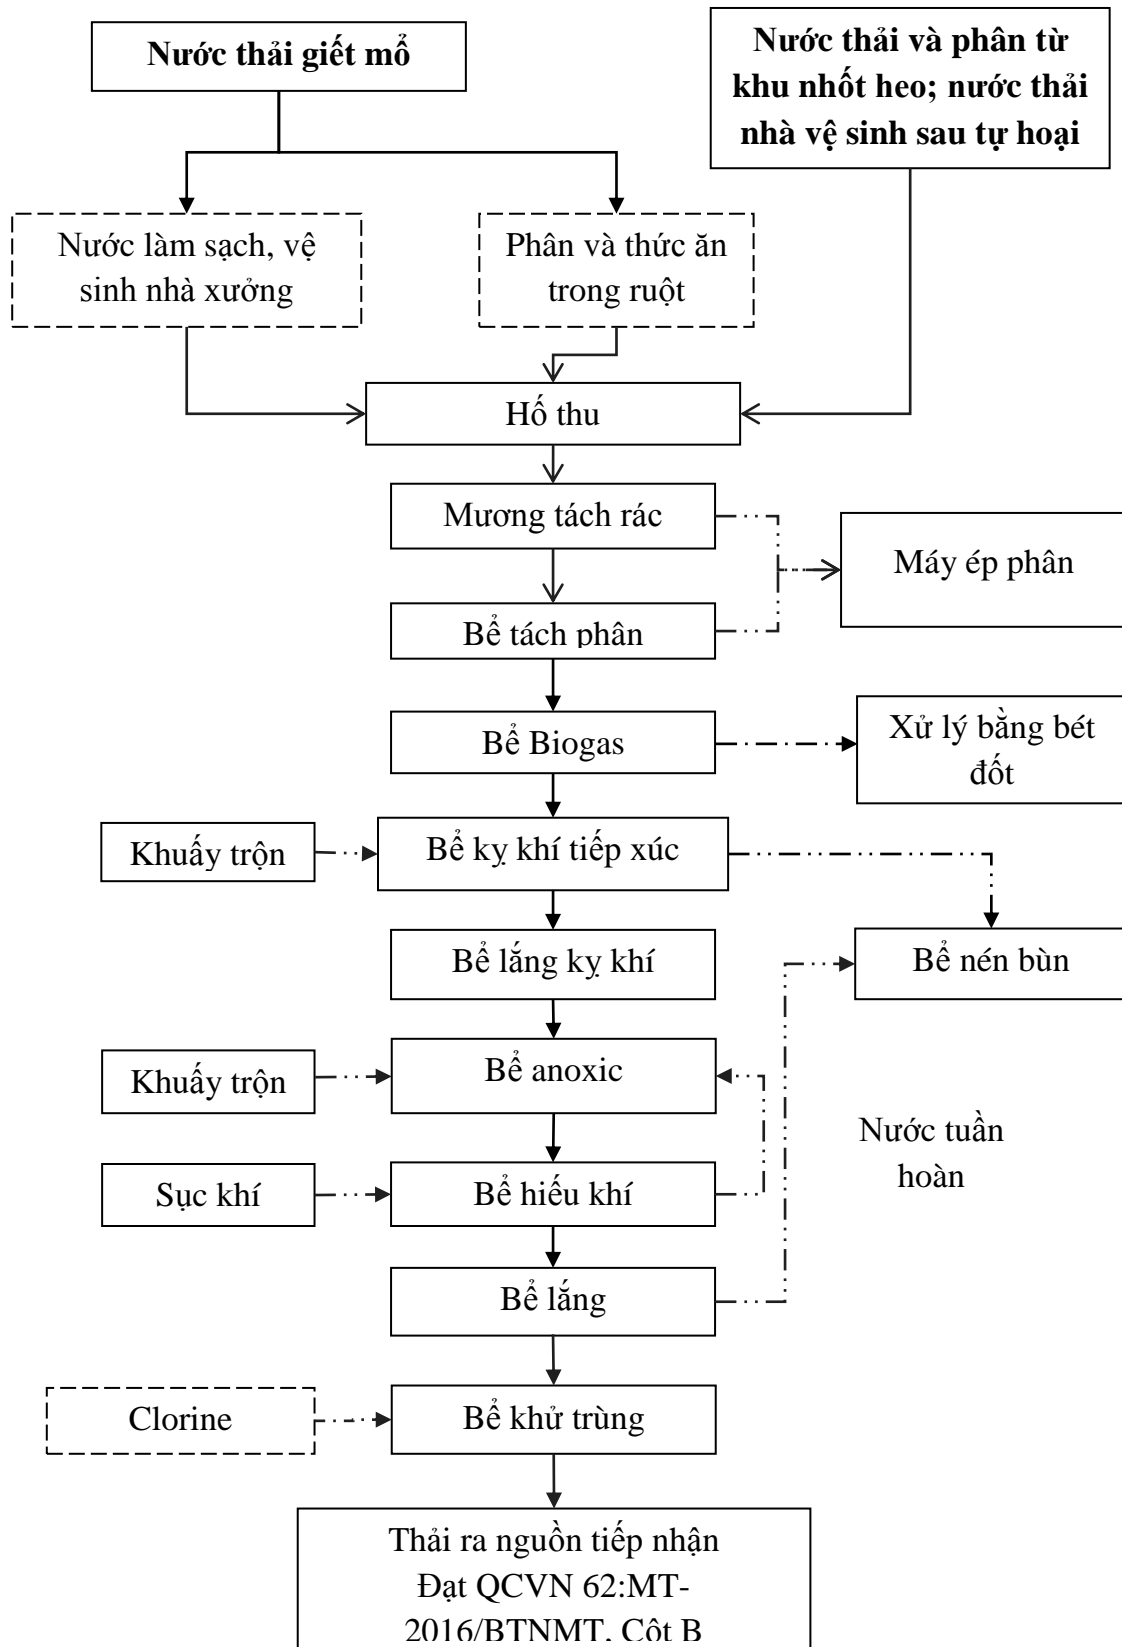 Nước thải giết mổ
Nước thải và phân từ
khu nhốt heo; nước thải
nhà vệ sinh sau tự hoại
Nước làm sạch, vệ
sinh nhà xưởng
Phân và thức ăn
trong ruột
Hố thu
Mương tách rác
Máy ép phân
Bể tách phân
Bể Biogas
Xử lý bằng bét
đốt
Khuấy trộn
Bể kỵ khí tiếp xúc
Bể lắng kỵ khí
Bể nén bùn
Khuấy trộn
Bể anoxic
Nước tuần
hoàn
Sục khí
Bể hiếu khí
Bể lắng
Clorine
Bể khử trùng
Thải ra nguồn tiếp nhận
Đạt QCVN 62:MT-
2016/BTNMT, Cột B